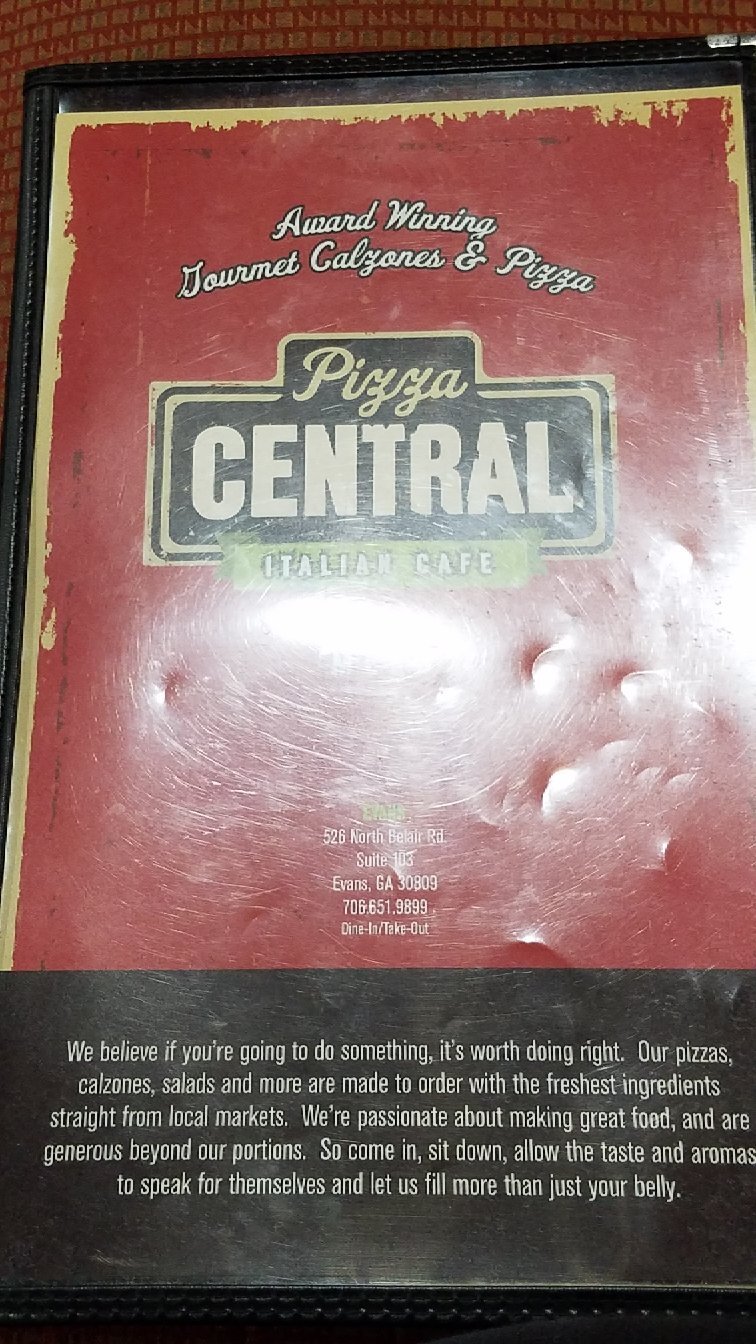 Award Winning
Gourmet Calzones & Pizza
Pizza
CENTRAL
ITALIAN CAFE
EVANS
526 North Belair Rd.
Suite 103
Evans, GA 30809
706.651.9899
Dine-In/Take-Out
We believe if you're going to do something, it's worth doing right. Our pizzas,
calzones, salads and more are made to order with the freshest ingredients
straight from local markets. We're passionate about making great food, and are
generous beyond our portions. So come in, sit down, allow the taste and aromas
to speak for themselves and let us fill more than just your belly.